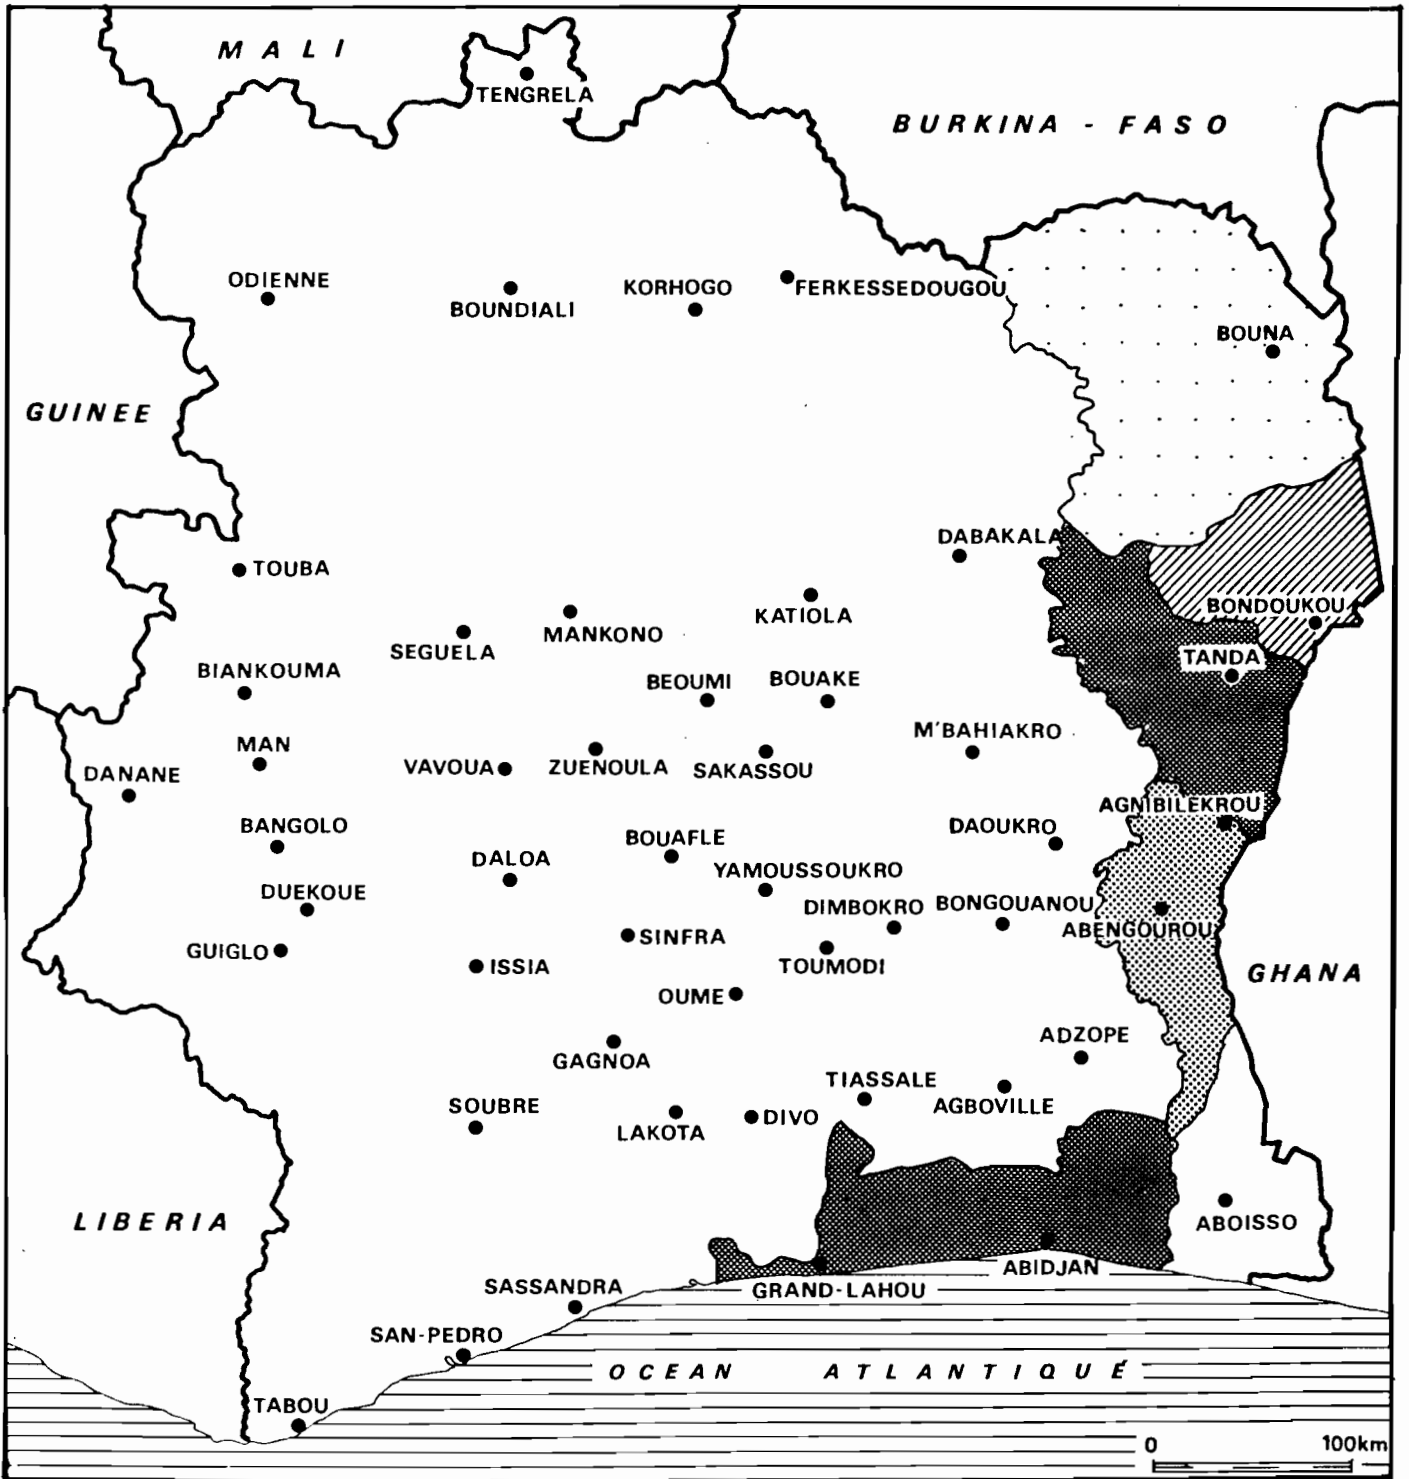 MALI
TENGRELA
BURKINA - FASO
ODIENNE
BOUNDIALI
KORHOGO
FERKESSEDOUGOU
BOUNA
GUINEE
DABAKALA
TOUBA
KATIOLA
BONDOUKOU
MANKONO
SEGUELA
TANDA
BIANKOUMA
BEOUMI
BOUAKE
M'BAHIAKRO
MAN
DANANE
VAVOUA
ZUENOULA
SAKASSOU
AGNIBILEKROU
BANGOLO
BOUAFLE
DAOUKRO
DALOA
YAMOUSSOUKRO
DUEKOUE
DIMBOKRO
BONGOUANOU
ABENGOUROU
GUIGLO
SINFRA
ISSIA
TOUMODI
GHANA
OUME
ADZOPE
GAGNOA
TIASSALE
SOUBRE
AGBOVILLE
LAKOTA
DIVO
LIBERIA
ABOISSO
ABIDJAN
SASSANDRA
GRAND-LAHOU
SAN-PEDRO
OCEAN ATLANTIQUÉ
TABOU
0 100km